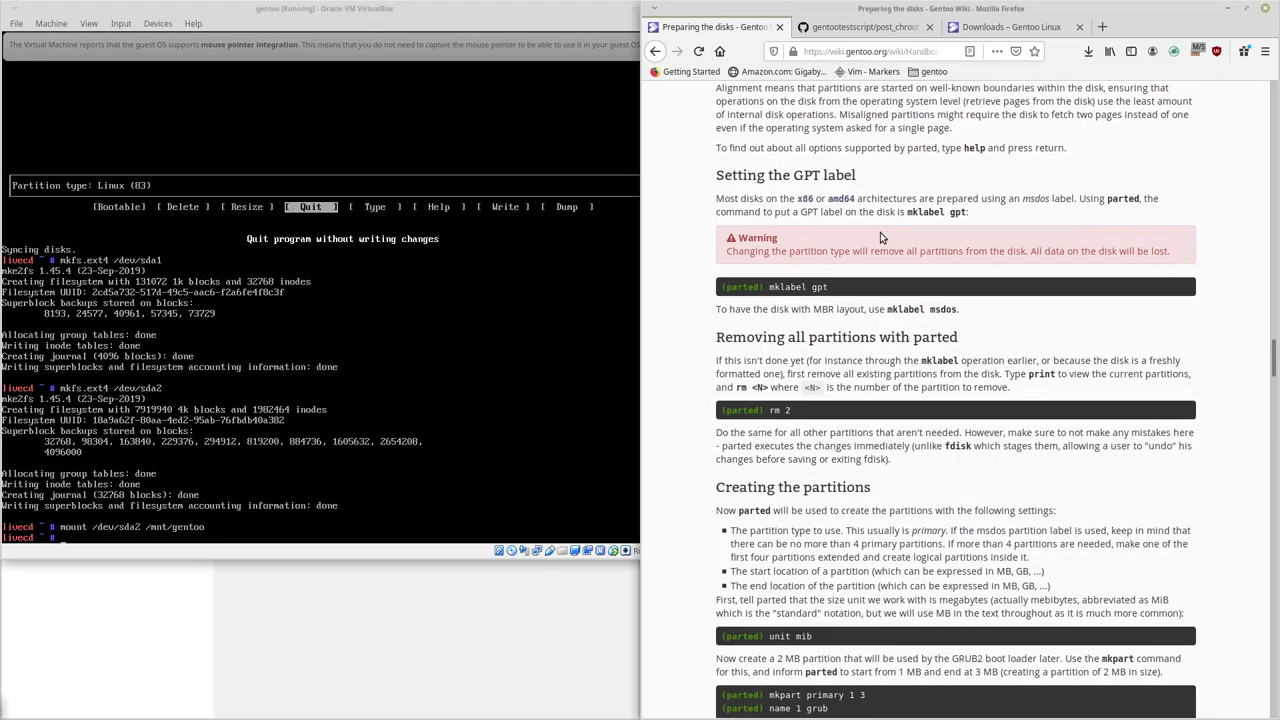 gentoo [Running] - Oracle VM VirtualBox
File Machine View Input Devices Help
The Virtual Machine reports that the guest OS supports mouse pointer integration. This means that you do not need to capture the mouse pointer to be able to use it in your guest OS
Partition type: Linux (83)
[Bootable] [ Delete ] [ Resize ] [ Quit ] [ Type ] [ Help ] [ Write ] [ Dump ]
Quit program without writing changes
Syncing disks.
livecd ~ # mkfs.ext4 /dev/sda1
mke2fs 1.45.4 (23-Sep-2019)
Creating filesystem with 131072 1k blocks and 32768 inodes
Filesystem UUID: 2cd5a732-517d-49c5-aac6-f2a6fe4f8c3f
Superblock backups stored on blocks:
8193, 24577, 40961, 57345, 73729
Allocating group tables: done
Writing inode tables: done
Creating journal (4096 blocks): done
Writing superblocks and filesystem accounting information: done
livecd ~ # mkfs.ext4 /dev/sda2
mke2fs 1.45.4 (23-Sep-2019)
Creating filesystem with 7919940 4k blocks and 1982464 inodes
Filesystem UUID: 18a9a62f-80aa-4ed2-95ab-76fbdb40a382
Superblock backups stored on blocks:
32768, 98304, 163840, 229376, 294912, 819200, 884736, 1605632, 2654208,
4096000
Allocating group tables: done
Writing inode tables: done
Creating journal (32768 blocks): done
Writing superblocks and filesystem accounting information: done
livecd ~ # mount /dev/sda2 /mnt/gentoo
livecd ~ #
Preparing the disks - Gentoo Wiki - Mozilla Firefox
Preparing the disks - Gentoo gentootestscript/post_chroo Downloads – Gentoo Linux
https://wiki.gentoo.org/wiki/Handbo
Getting Started Amazon.com: Gigaby... Vim - Markers gentoo
Alignment means that partitions are started on well-known boundaries within the disk, ensuring that
operations on the disk from the operating system level (retrieve pages from the disk) use the least amount
of internal disk operations. Misaligned partitions might require the disk to fetch two pages instead of one
even if the operating system asked for a single page.
To find out about all options supported by parted, type help and press return.
Setting the GPT label
Most disks on the x86 or amd64 architectures are prepared using an msdos label. Using parted, the
command to put a GPT label on the disk is mklabel gpt:
Warning
Changing the partition type will remove all partitions from the disk. All data on the disk will be lost.
(parted) mklabel gpt
To have the disk with MBR layout, use mklabel msdos.
Removing all partitions with parted
If this isn't done yet (for instance through the mklabel operation earlier, or because the disk is a freshly
formatted one), first remove all existing partitions from the disk. Type print to view the current partitions,
and rm <N> where <N> is the number of the partition to remove.
(parted) rm 2
Do the same for all other partitions that aren't needed. However, make sure to not make any mistakes here
- parted executes the changes immediately (unlike fdisk which stages them, allowing a user to "undo" his
changes before saving or exiting fdisk).
Creating the partitions
Now parted will be used to create the partitions with the following settings:
The partition type to use. This usually is primary. If the msdos partition label is used, keep in mind that
there can be no more than 4 primary partitions. If more than 4 partitions are needed, make one of the
first four partitions extended and create logical partitions inside it.
The start location of a partition (which can be expressed in MB, GB, ...)
The end location of the partition (which can be expressed in MB, GB, ...)
First, tell parted that the size unit we work with is megabytes (actually mebibytes, abbreviated as MiB
which is the "standard" notation, but we will use MB in the text throughout as it is much more common):
(parted) unit mib
Now create a 2 MB partition that will be used by the GRUB2 boot loader later. Use the mkpart command
for this, and inform parted to start from 1 MB and end at 3 MB (creating a partition of 2 MB in size).
(parted) mkpart primary 1 3
(parted) name 1 grub